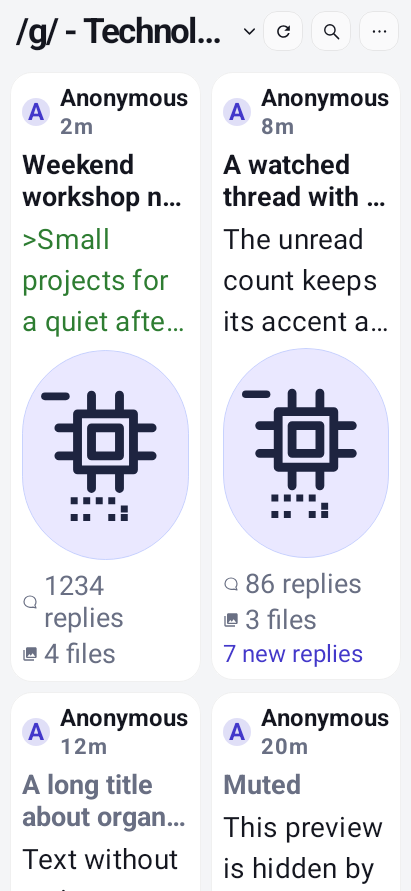 /g/ - Technol...
A Anonymous
2m
Weekend
workshop n...
>Small
projects for
a quiet afte...
1234
replies
4 files
A Anonymous
8m
A watched
thread with ...
The unread
count keeps
its accent a...
86 replies
3 files
7 new replies
A Anonymous
12m
A long title
about organ...
Text without
A Anonymous
20m
Muted
This preview
is hidden by